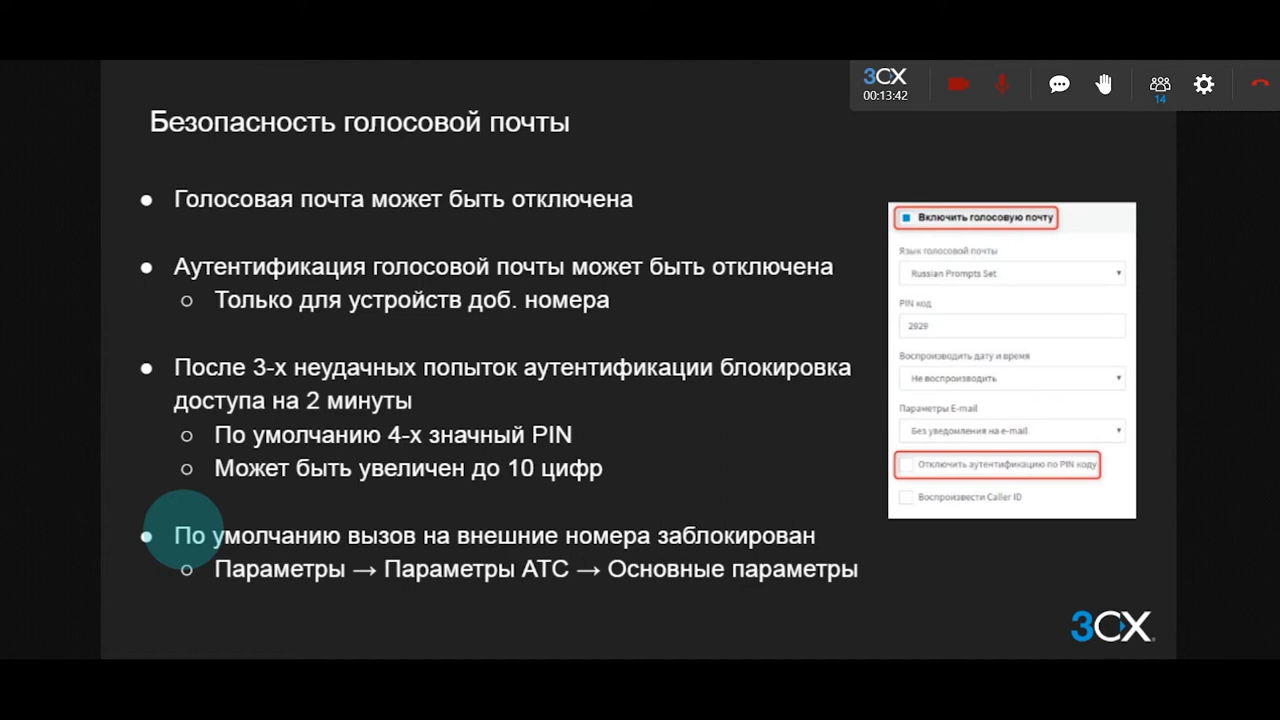 3CX
00:13:42
14
Безопасность голосовой почты
● Голосовая почта может быть отключена
● Аутентификация голосовой почты может быть отключена
○ Только для устройств доб. номера
● После 3-х неудачных попыток аутентификации блокировка
доступа на 2 минуты
○ По умолчанию 4-х значный PIN
○ Может быть увеличен до 10 цифр
● По умолчанию вызов на внешние номера заблокирован
○ Параметры → Параметры АТС → Основные параметры
Включить голосовую почту
Язык голосовой почты
Russian Prompts Set
PIN код
2929
Воспроизводить дату и время
Не воспроизводить
Параметры E-mail
Без уведомления на e-mail
Отключить аутентификацию по PIN коду
Воспроизвести Caller ID
3CX